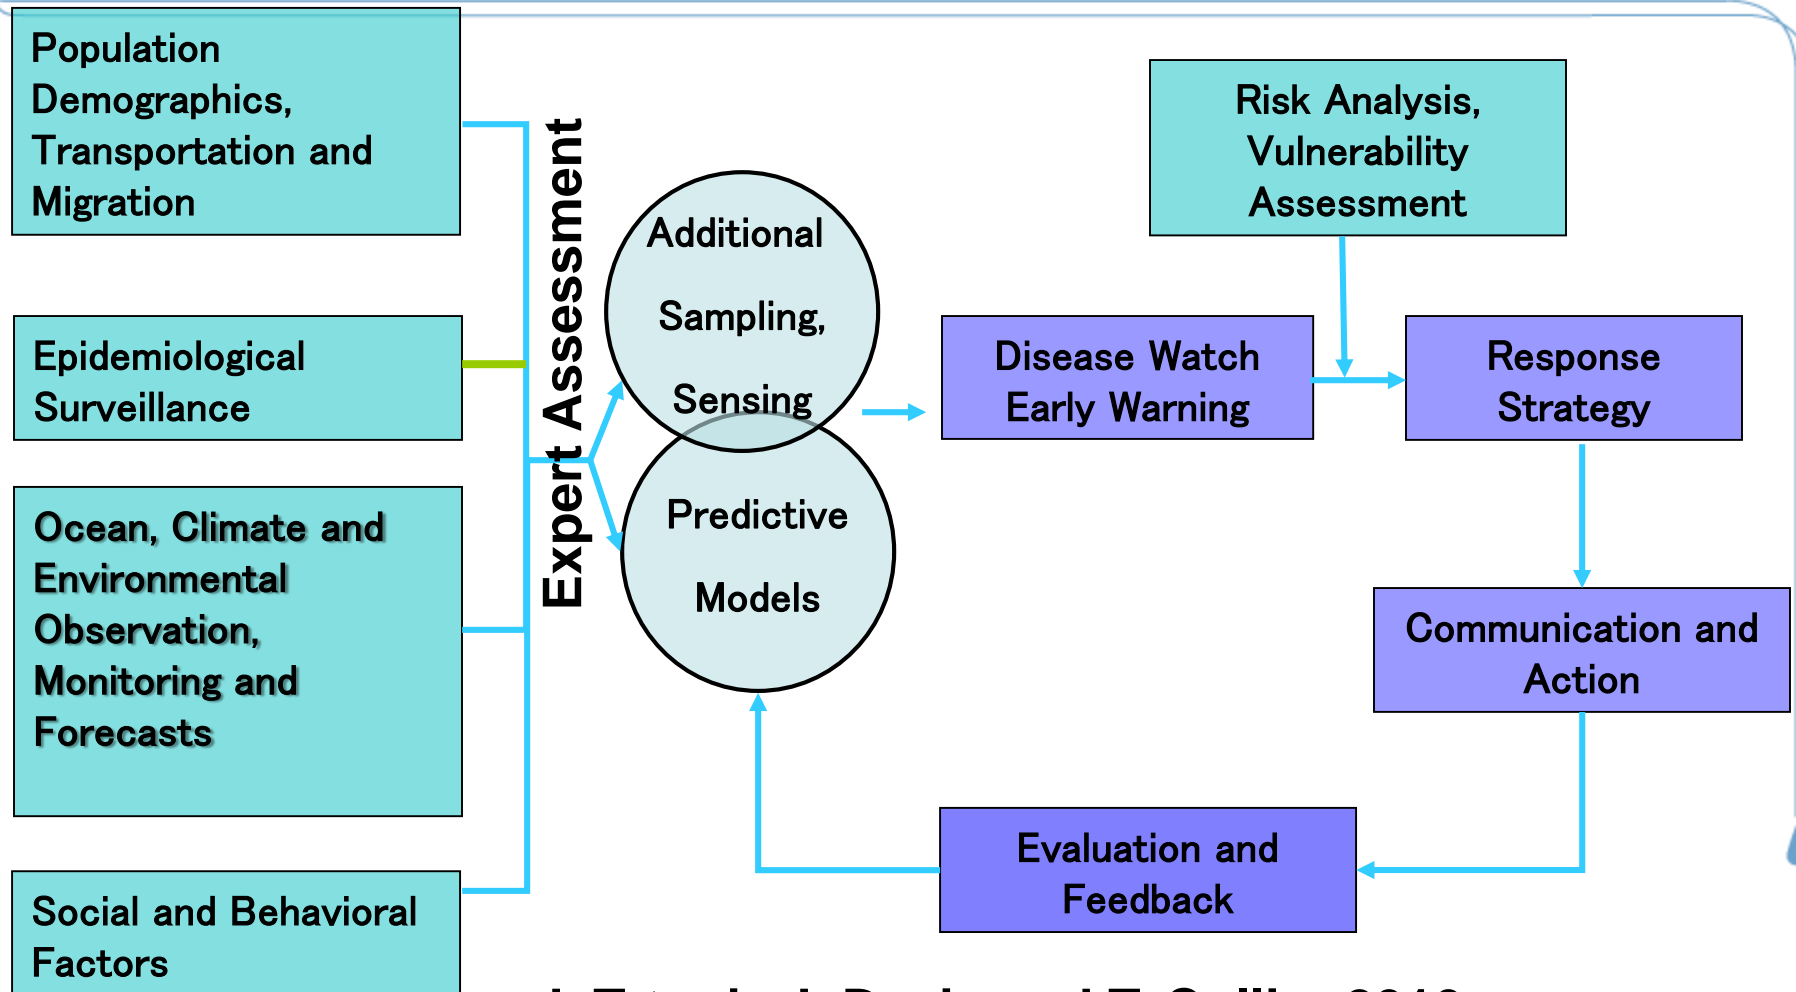 Population
Demographics,
Transportation and
Migration
Epidemiological
Surveillance
Ocean, Climate and
Environmental
Observation,
Monitoring and
Forecasts
Social and Behavioral
Factors
Expert Assessment
Additional
Sampling,
Sensing
Predictive
Models
Risk Analysis,
Vulnerability
Assessment
Disease Watch
Early Warning
Response
Strategy
Communication and
Action
Evaluation and
Feedback